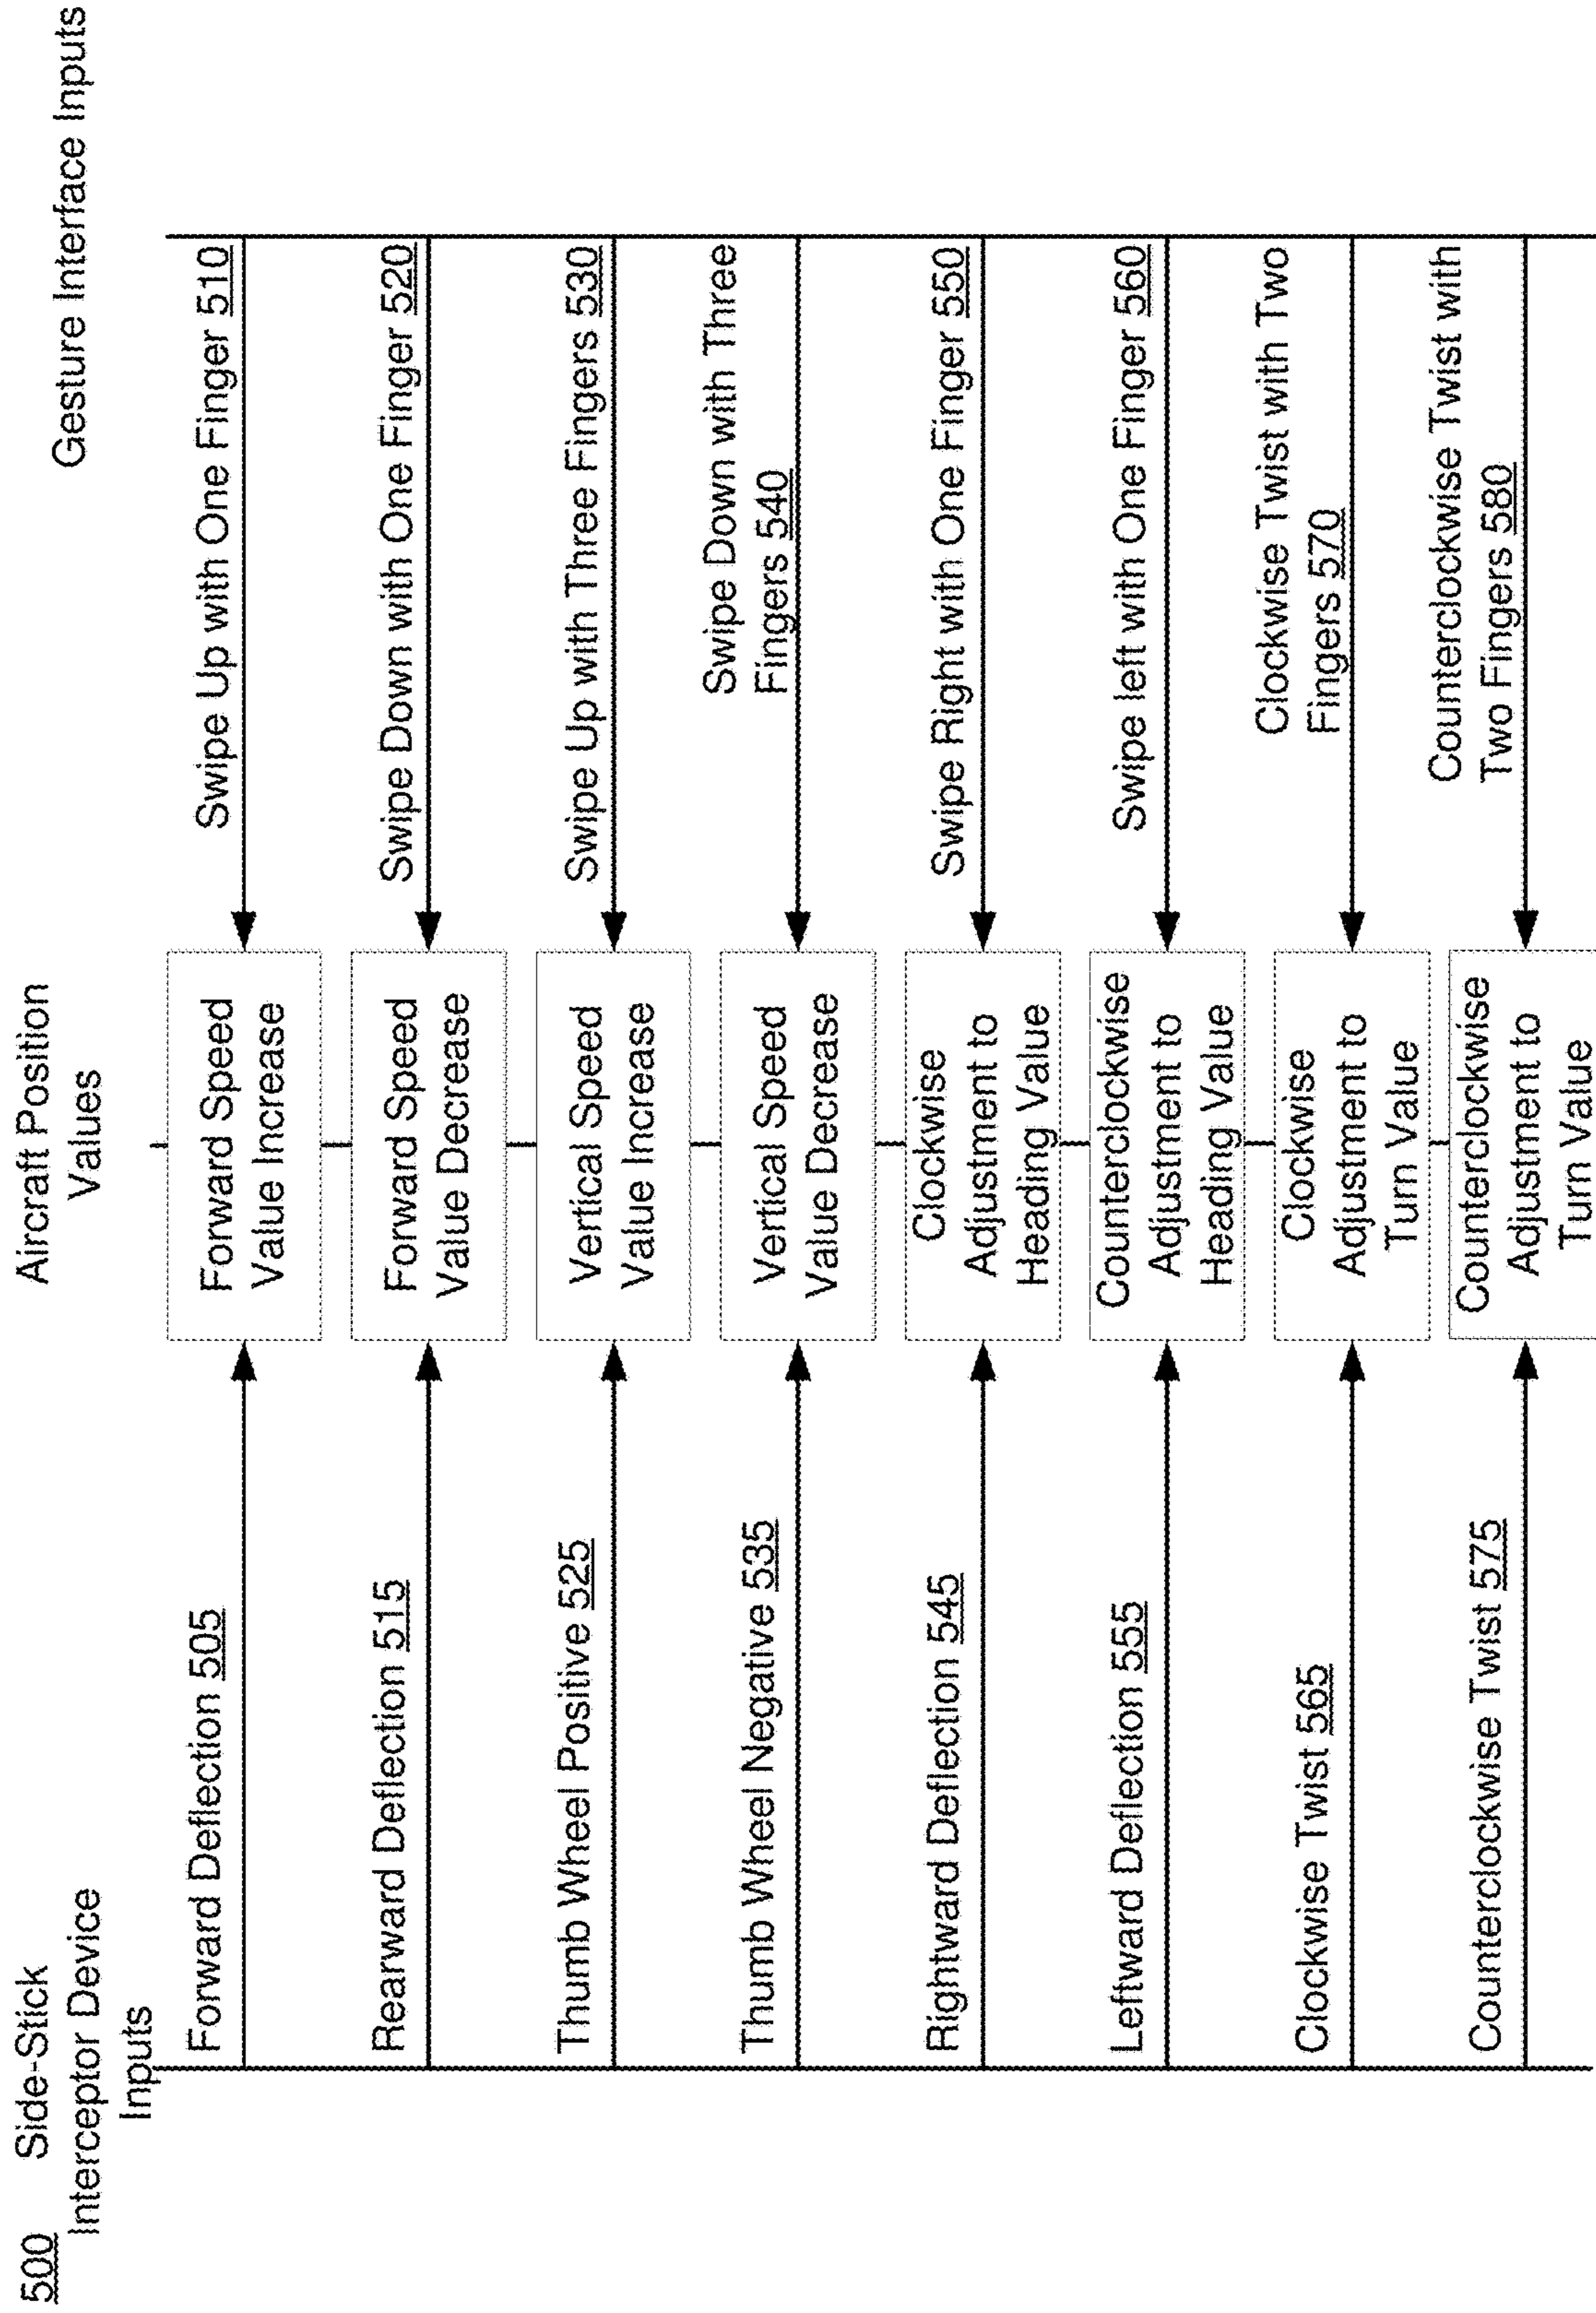 500
Side-Stick
Interceptor Device
Inputs
Aircraft Position
Values
Gesture Interface Inputs
Forward Deflection 505
Forward Speed
Value Increase
Swipe Up with One Finger 510
Rearward Deflection 515
Forward Speed
Value Decrease
Swipe Down with One Finger 520
Thumb Wheel Positive 525
Vertical Speed
Value Increase
Swipe Up with Three Fingers 530
Thumb Wheel Negative 535
Vertical Speed
Value Decrease
Swipe Down with Three
Fingers 540
Rightward Deflection 545
Clockwise
Adjustment to
Heading Value
Swipe Right with One Finger 550
Leftward Deflection 555
Counterclockwise
Adjustment to
Heading Value
Swipe left with One Finger 560
Clockwise Twist 565
Clockwise
Adjustment to
Turn Value
Clockwise Twist with Two
Fingers 570
Counterclockwise Twist 575
Counterclockwise
Adjustment to
Turn Value
Counterclockwise Twist with
Two Fingers 580